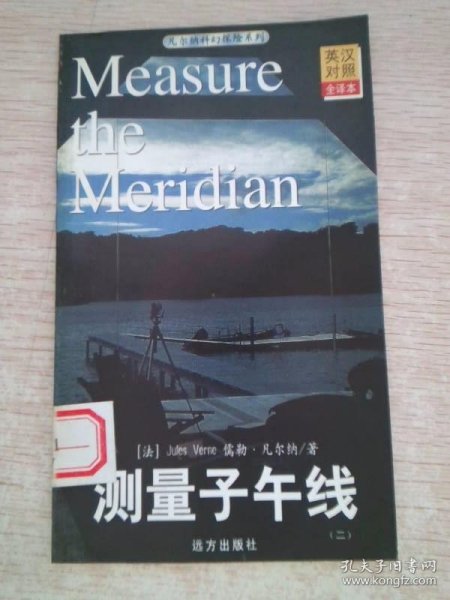 凡尔纳科幻探险系列
英汉
对照
全译本
Measure
the
Meridian
[法] Jules Verne 儒勒·凡尔纳/著
测量子午线
(二)
远方出版社
孔夫子旧书网
www.kongfz.com